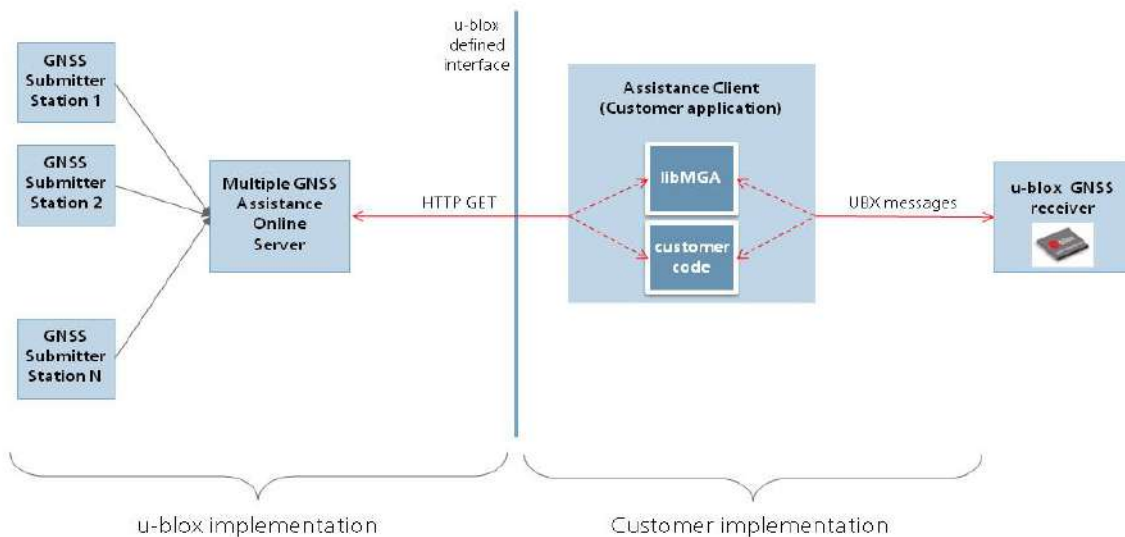 GNSS
Submitter
Station 1
GNSS
Submitter
Station 2
GNSS
Submitter
Station N
Multiple GNSS
Assistance
Online
Server
HTTP GET
u-blox
defined
interface
Assistance Client
(Customer application)
libMGA
customer
code
UBX messages
u-blox GNSS
receiver
u-blox implementation
Customer implementation